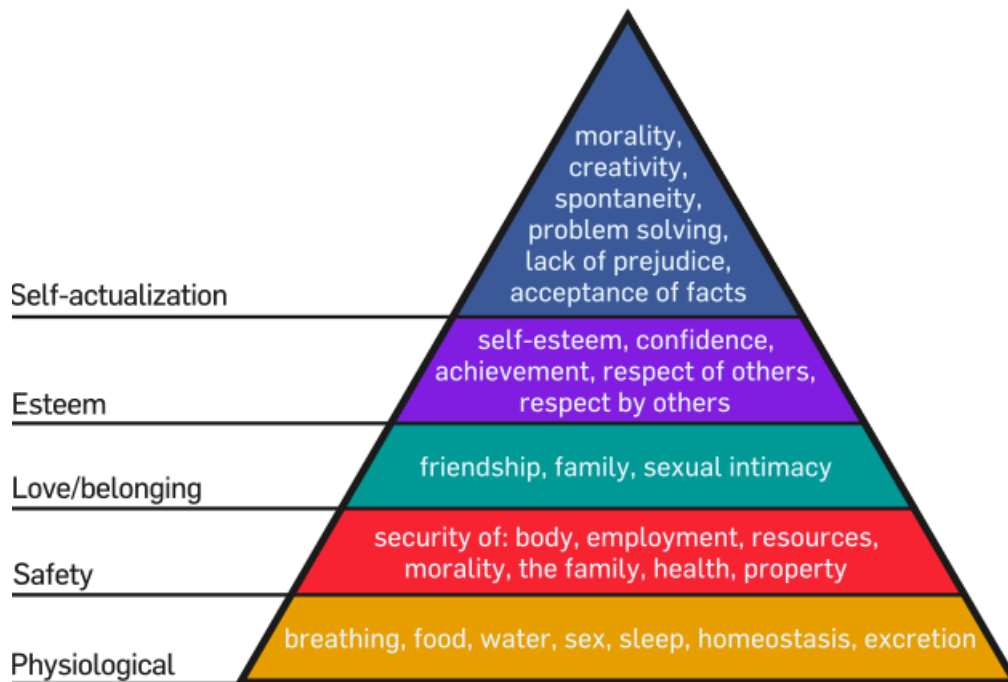 morality,
creativity,
spontaneity,
problem solving,
lack of prejudice,
acceptance of facts
Self-actualization
self-esteem, confidence,
achievement, respect of others,
respect by others
Esteem
friendship, family, sexual intimacy
Love/belonging
security of: body, employment, resources,
morality, the family, health, property
Safety
breathing, food, water, sex, sleep, homeostasis, excretion
Physiological